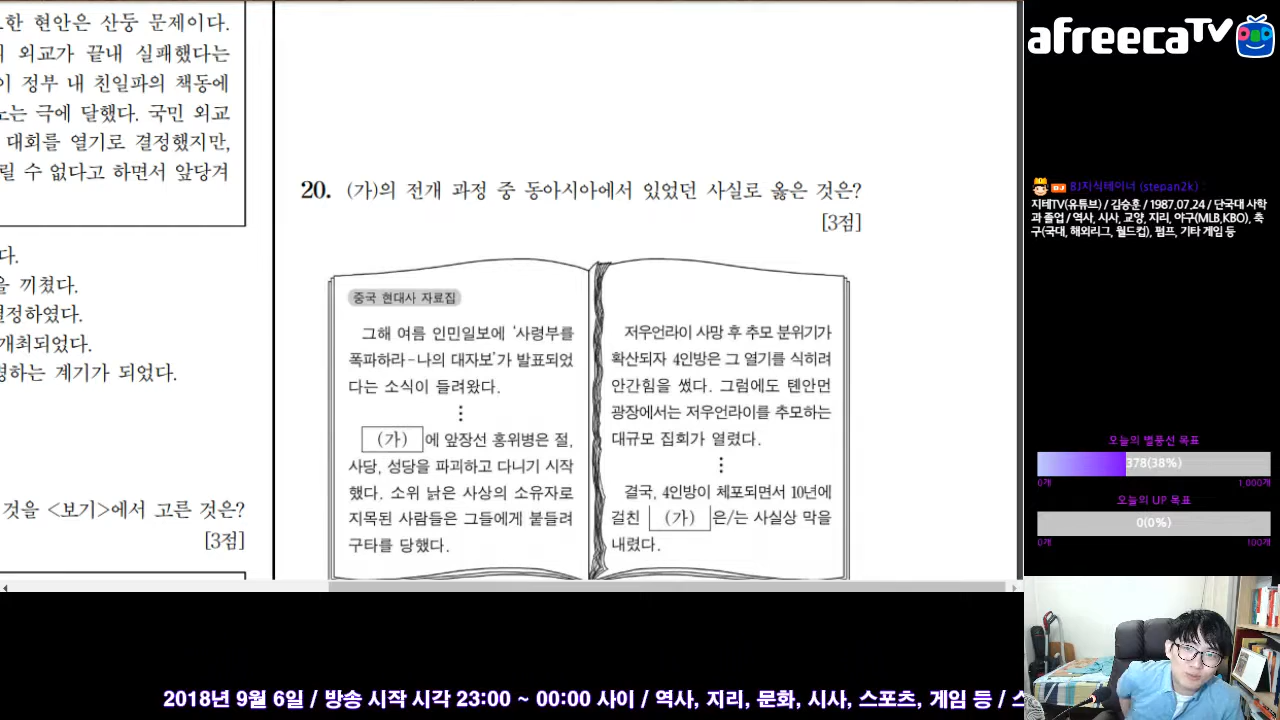 한 현안은 산둥 문제이다.
외교가 끝내 실패했다는
이 정부 내 친일파의 책동에
노는 극에 달했다. 국민 외교
대회를 열기로 결정했지만,
릴 수 없다고 하면서 앞당겨
다.
을 끼쳤다.
결정하였다.
개최되었다.
하는 계기가 되었다.
것을 <보기>에서 고른 것은?
[3점]
20. (가)의 전개 과정 중 동아시아에서 있었던 사실로 옳은 것은?
[3점]
중국 현대사 자료집
그해 여름 인민일보에 '사령부를
폭파하라-나의 대자보'가 발표되었
다는 소식이 들려왔다.
⋮
(가)에 앞장선 홍위병은 절,
사당, 성당을 파괴하고 다니기 시작
했다. 소위 낡은 사상의 소유자로
지목된 사람들은 그들에게 붙들려
구타를 당했다.
저우언라이 사망 후 추모 분위기가
확산되자 4인방은 그 열기를 식히려
안간힘을 썼다. 그럼에도 톈안먼
광장에서는 저우언라이를 추모하는
대규모 집회가 열렸다.
⋮
결국, 4인방이 체포되면서 10년에
걸친 (가)은/는 사실상 막을
내렸다.
afreecaTV
BJ BJ지식테이너 (stepan2k) :
지테TV(유튜브) / 김승훈 / 1987.07.24 / 단국대 사학
과 졸업 / 역사, 시사, 교양, 지리, 야구(MLB,KBO), 축
구(국대, 해외리그, 월드컵), 펌프, 기타 게임 등
오늘의 별풍선 목표
378(38%)
0개 1,000개
오늘의 UP 목표
0(0%)
0개 100개
2018년 9월 6일 / 방송 시작 시각 23:00 ~ 00:00 사이 / 역사, 지리, 문화, 시사, 스포츠, 게임 등 / 스